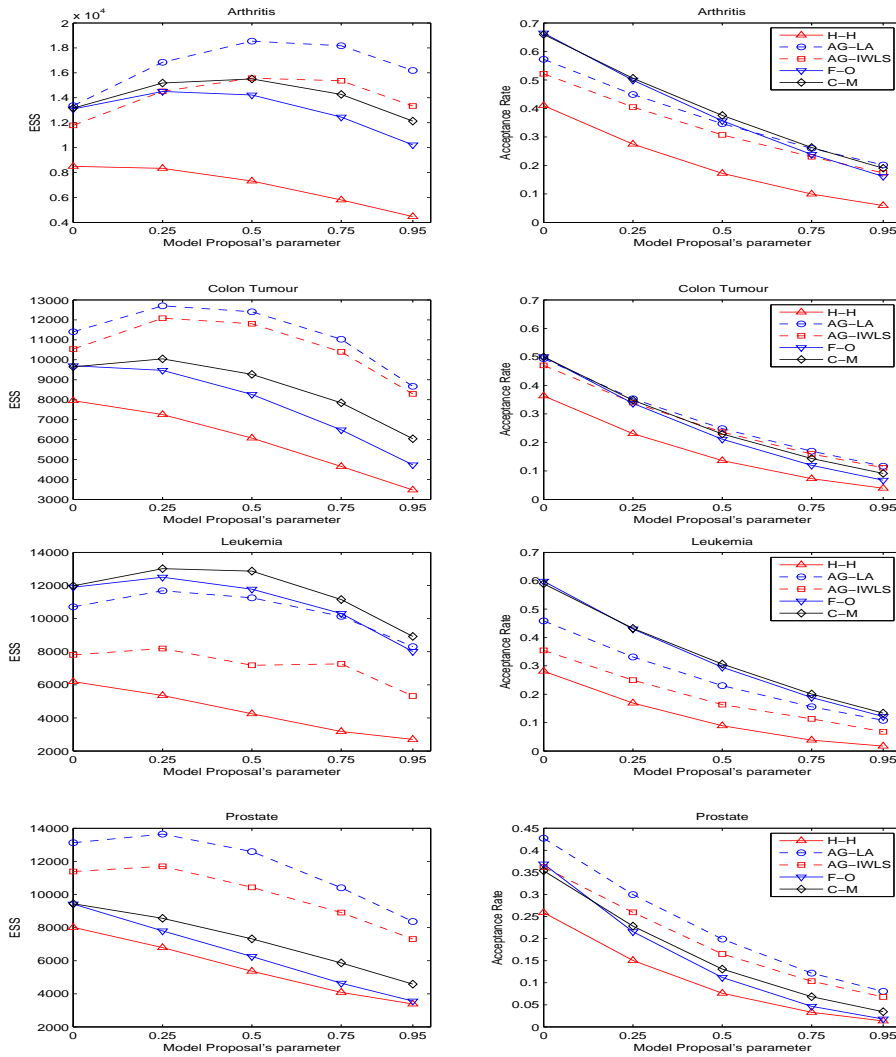 Arthritis
x 10⁴
2
1.8
1.6
1.4
1.2
1
0.8
0.6
0.4
ESS
0 0.25 0.5 0.75 0.95
Model Proposal's parameter
Arthritis
0.7
0.6
0.5
0.4
0.3
0.2
0.1
0
Acceptance Rate
H−H
AG−LA
AG−IWLS
F−O
C−M
0 0.25 0.5 0.75 0.95
Model Proposal's parameter
Colon Tumour
13000
12000
11000
10000
9000
8000
7000
6000
5000
4000
3000
ESS
0 0.25 0.5 0.75 0.95
Model Proposal's parameter
Colon Tumour
0.7
0.6
0.5
0.4
0.3
0.2
0.1
0
Acceptance Rate
H−H
AG−LA
AG−IWLS
F−O
C−M
0 0.25 0.5 0.75 0.95
Model Proposal's parameter
Leukemia
14000
12000
10000
8000
6000
4000
2000
ESS
0 0.25 0.5 0.75 0.95
Model Proposal's parameter
Leukemia
0.7
0.6
0.5
0.4
0.3
0.2
0.1
0
Acceptance Rate
H−H
AG−LA
AG−IWLS
F−O
C−M
0 0.25 0.5 0.75 0.95
Model Proposal's parameter
Prostate
14000
12000
10000
8000
6000
4000
2000
ESS
0 0.25 0.5 0.75 0.95
Model Proposal's parameter
Prostate
0.45
0.4
0.35
0.3
0.25
0.2
0.15
0.1
0.05
0
Acceptance Rate
H−H
AG−LA
AG−IWLS
F−O
C−M
0 0.25 0.5 0.75 0.95
Model Proposal's parameter